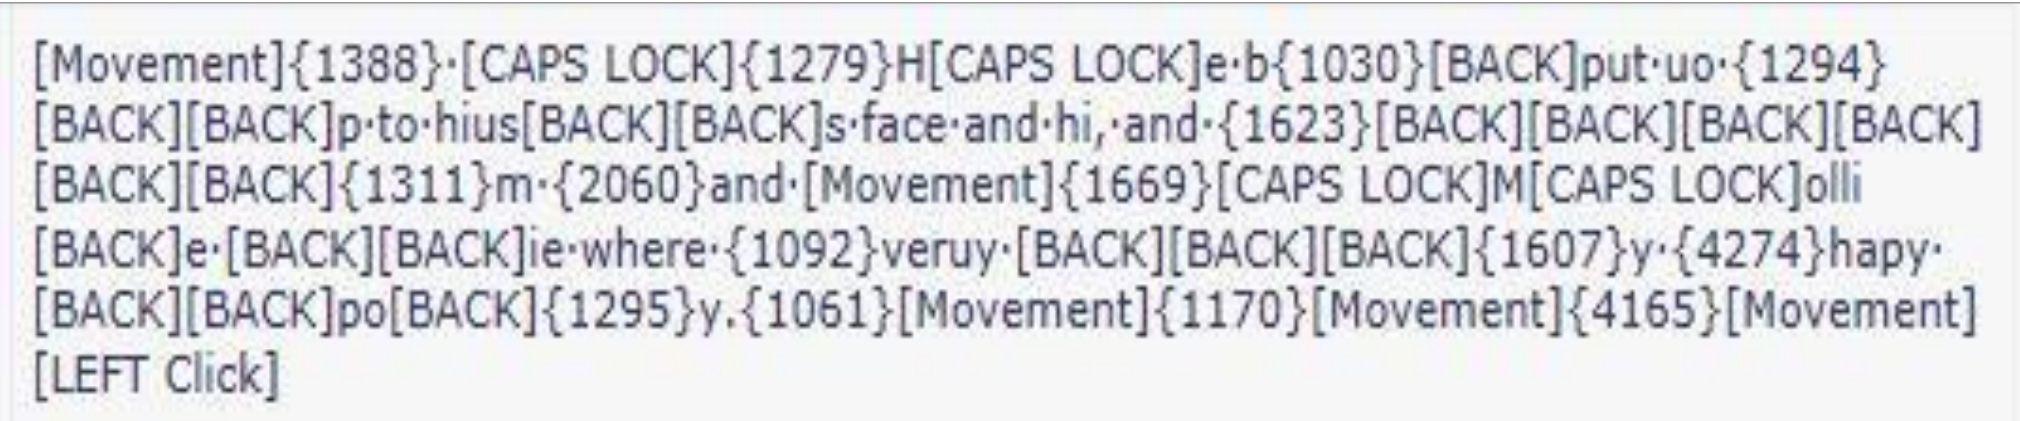 [Movement]{1388}·[CAPS LOCK]{1279}H[CAPS LOCK]e·b{1030}[BACK]put·uo·{1294}
[BACK][BACK]p·to·hius[BACK][BACK]s·face·and·hi,·and·{1623}[BACK][BACK][BACK][BACK]
[BACK][BACK]{1311}m·{2060}and·[Movement]{1669}[CAPS LOCK]M[CAPS LOCK]olli
[BACK]e·[BACK][BACK]ie·where·{1092}veruy·[BACK][BACK][BACK]{1607}y·{4274}hapy·
[BACK][BACK]po[BACK]{1295}y.{1061}[Movement]{1170}[Movement]{4165}[Movement]
[LEFT Click]